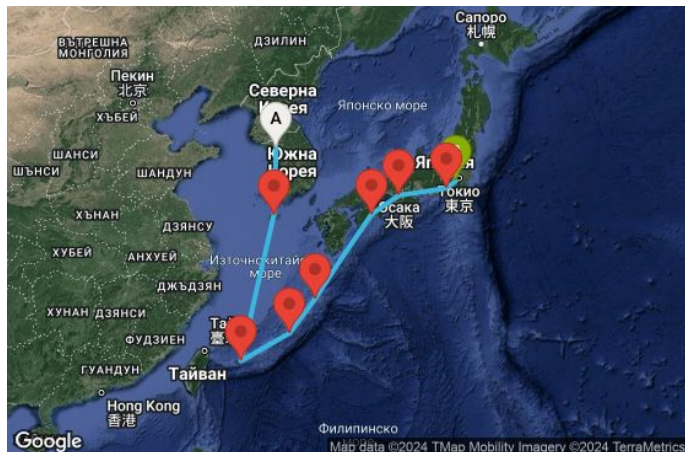 Сапоро
札幌
ВЪТРЕШНА
МОНГОЛИЯ
ДЗИЛИН
Пекин
北京
Северна
Корея
Японско море
ХЪБЕЙ
A
ШАНСИ
ШАНДУН
Южна
Корея
ШЪНСИ
Токио
東京
Осака
大阪
ХЪНАН
ДЗЯНСУ
ХУБЕЙ
АНХУЕЙ
Източнокитайс
море
ДЖЪДЗЯН
ХУНАН
ДЗЯНСИ
ФУДЗИЕН
ГУАНДУН
Тайван
Hong Kong
香港
Филипинско
Google
Map data ©2024 TMap Mobility Imagery ©2024 TerraMetrics